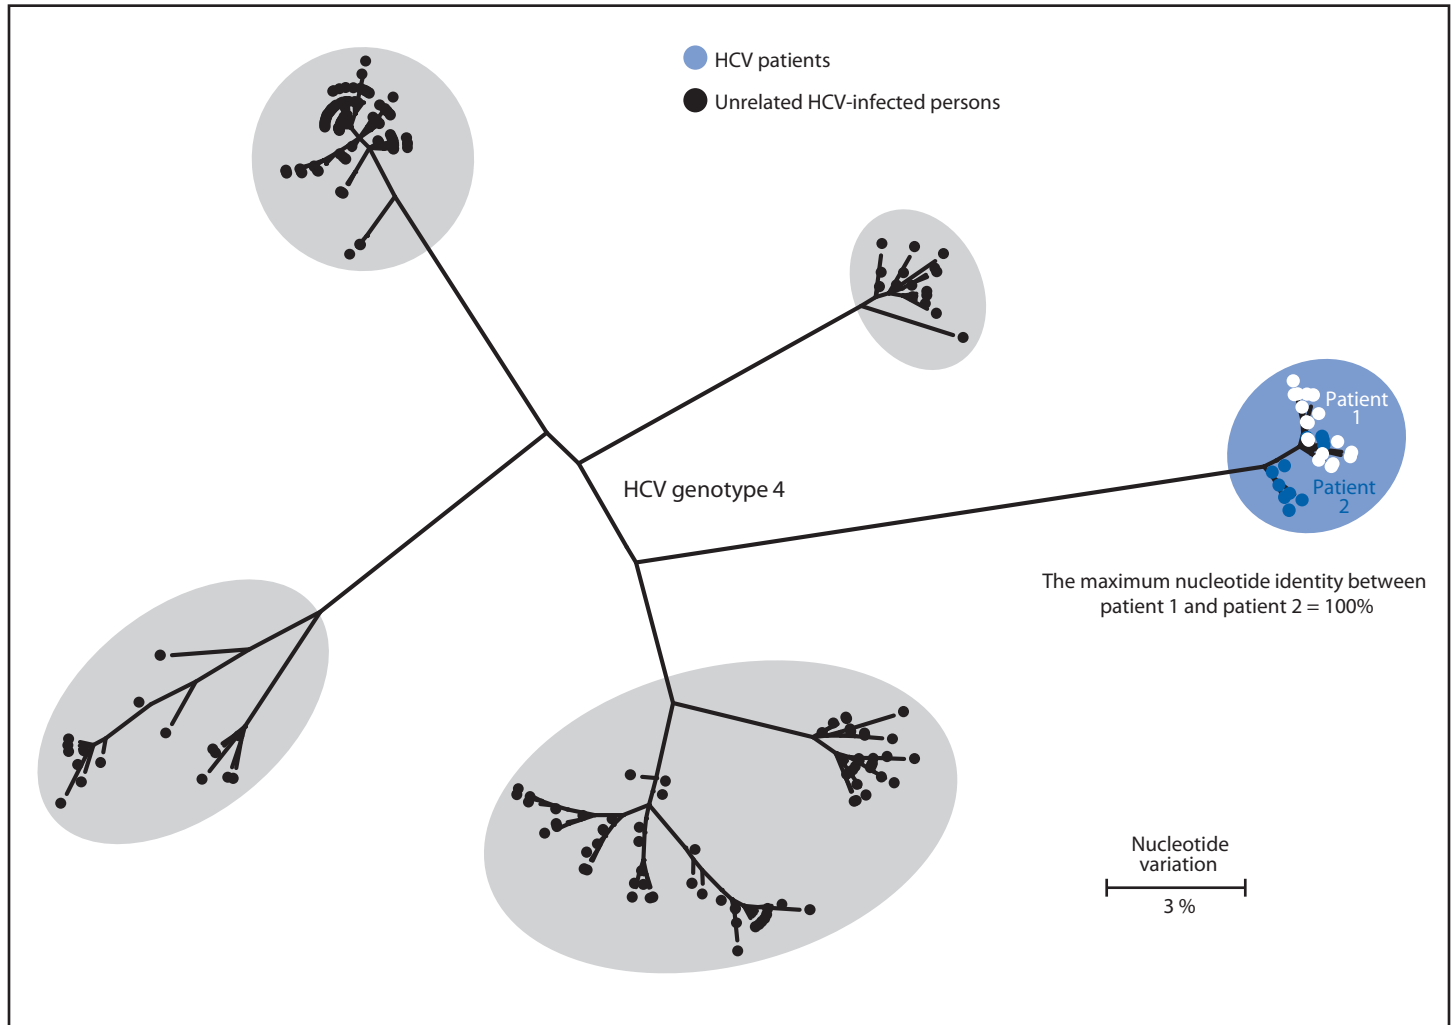 HCV patients
Unrelated HCV-infected persons
Patient
1
HCV genotype 4
Patient
2
The maximum nucleotide identity between
patient 1 and patient 2 = 100%
Nucleotide
variation
3 %